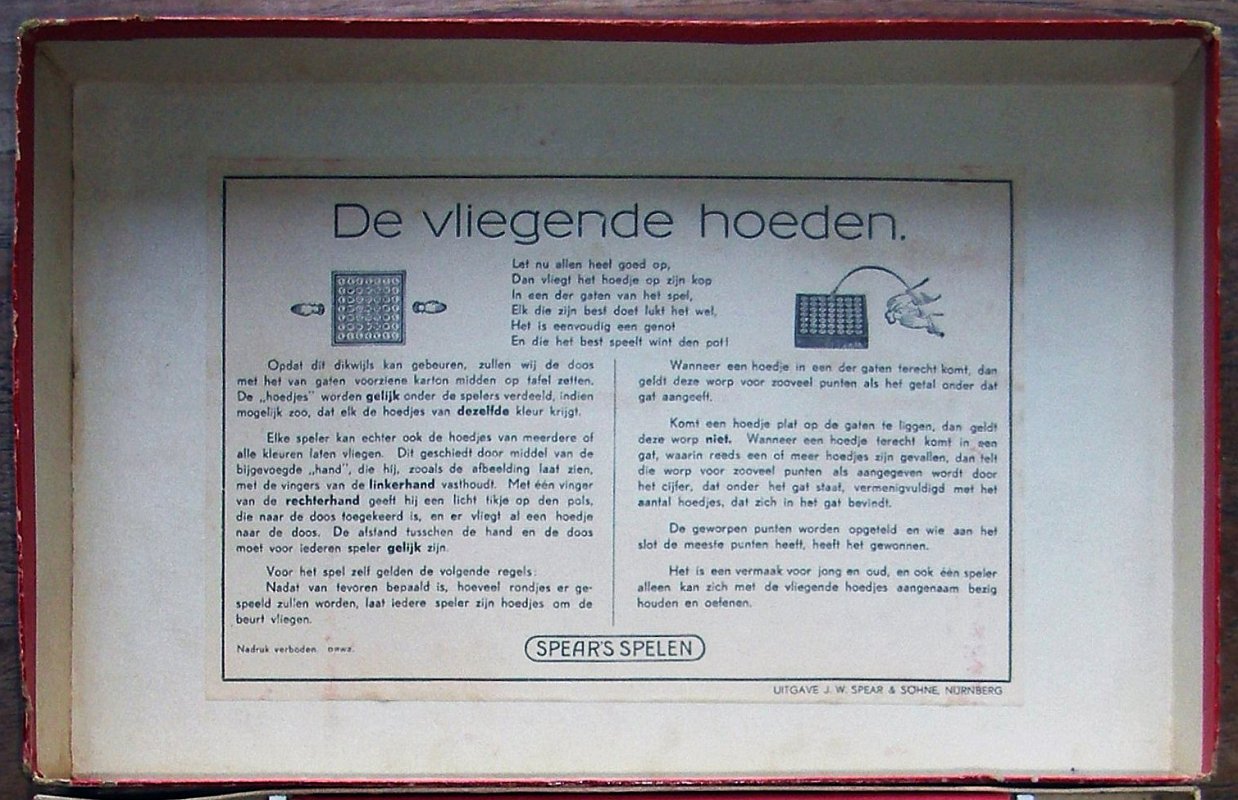 De vliegende hoeden.
Let nu allen heel goed op,
Dan vliegt het hoedje op zijn kop
In een der gaten van het spel,
Elk die zijn best doet lukt het wel,
Het is eenvoudig een genot
En die het best speelt wint den pot!
Opdat dit dikwijls kan gebeuren, zullen wij de doos
met het van gaten voorziene karton midden op tafel zetten.
De „hoedjes" worden gelijk onder de spelers verdeeld, indien
mogelijk zoo, dat elk de hoedjes van dezelfde kleur krijgt.
Elke speler kan echter ook de hoedjes van meerdere of
alle kleuren laten vliegen. Dit geschiedt door middel van de
bijgevoegde „hand", die hij, zooals de afbeelding laat zien,
met de vingers van de linkerhand vasthoudt. Met één vinger
van de rechterhand geeft hij een licht tikje op den pols,
die naar de doos toegekeerd is, en er vliegt al een hoedje
naar de doos. De afstand tusschen de hand en de doos
moet voor iederen speler gelijk zijn.
Voor het spel zelf gelden de volgende regels:
Nadat van tevoren bepaald is, hoeveel rondjes er ge-
speeld zullen worden, laat iedere speler zijn hoedjes om de
beurt vliegen.
Wanneer een hoedje in een der gaten terecht komt, dan
geldt deze worp voor zooveel punten als het getal onder dat
gat aangeeft.
Komt een hoedje plat op de gaten te liggen, dan geldt
deze worp niet. Wanneer een hoedje terecht komt in een
gat, waarin reeds een of meer hoedjes zijn gevallen, dan telt
die worp voor zooveel punten als aangegeven wordt door
het cijfer, dat onder het gat staat, vermenigvuldigd met het
aantal hoedjes, dat zich in het gat bevindt.
De geworpen punten worden opgeteld en wie aan het
slot de meeste punten heeft, heeft het gewonnen.
Het is een vermaak voor jong en oud, en ook één speler
alleen kan zich met de vliegende hoedjes aangenaam bezig
houden en oefenen.
Nadruk verboden.
SPEAR'S SPELEN
UITGAVE J. W. SPEAR & SÖHNE, NÜRNBERG